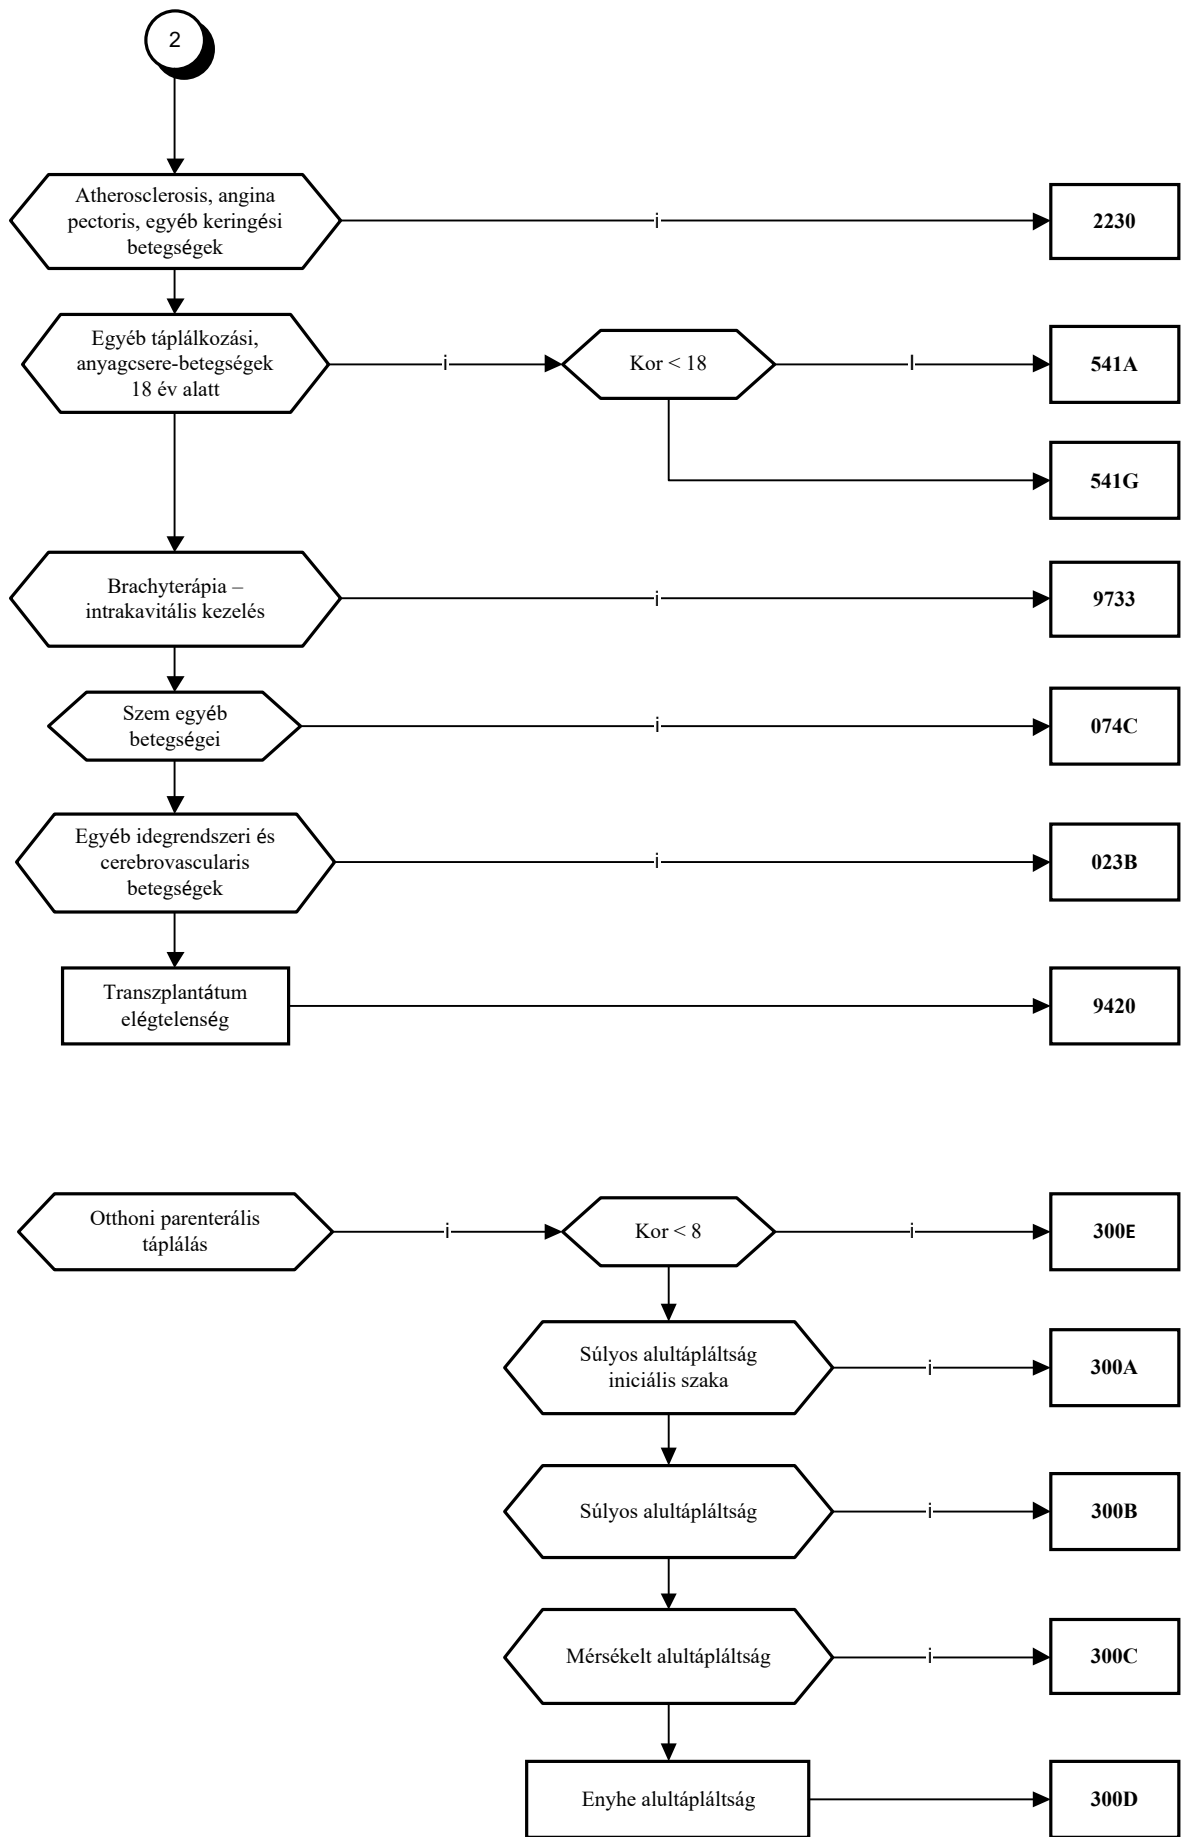 2
Atherosclerosis, angina
pectoris, egyéb keringési
betegségek
i
2230
Egyéb táplálkozási,
anyagcsere-betegségek
18 év alatt
i
Kor < 18
I
541A
541G
Brachyterápia –
intrakavitális kezelés
i
9733
Szem egyéb
betegségei
i
074C
Egyéb idegrendszeri és
cerebrovascularis
betegségek
i
023B
Transzplantátum
elégtelenség
9420
Otthoni parenterális
táplálás
i
Kor < 8
i
300E
Súlyos alultápláltság
iniciális szaka
i
300A
Súlyos alultápláltság
i
300B
Mérsékelt alultápláltság
i
300C
Enyhe alultápláltság
300D